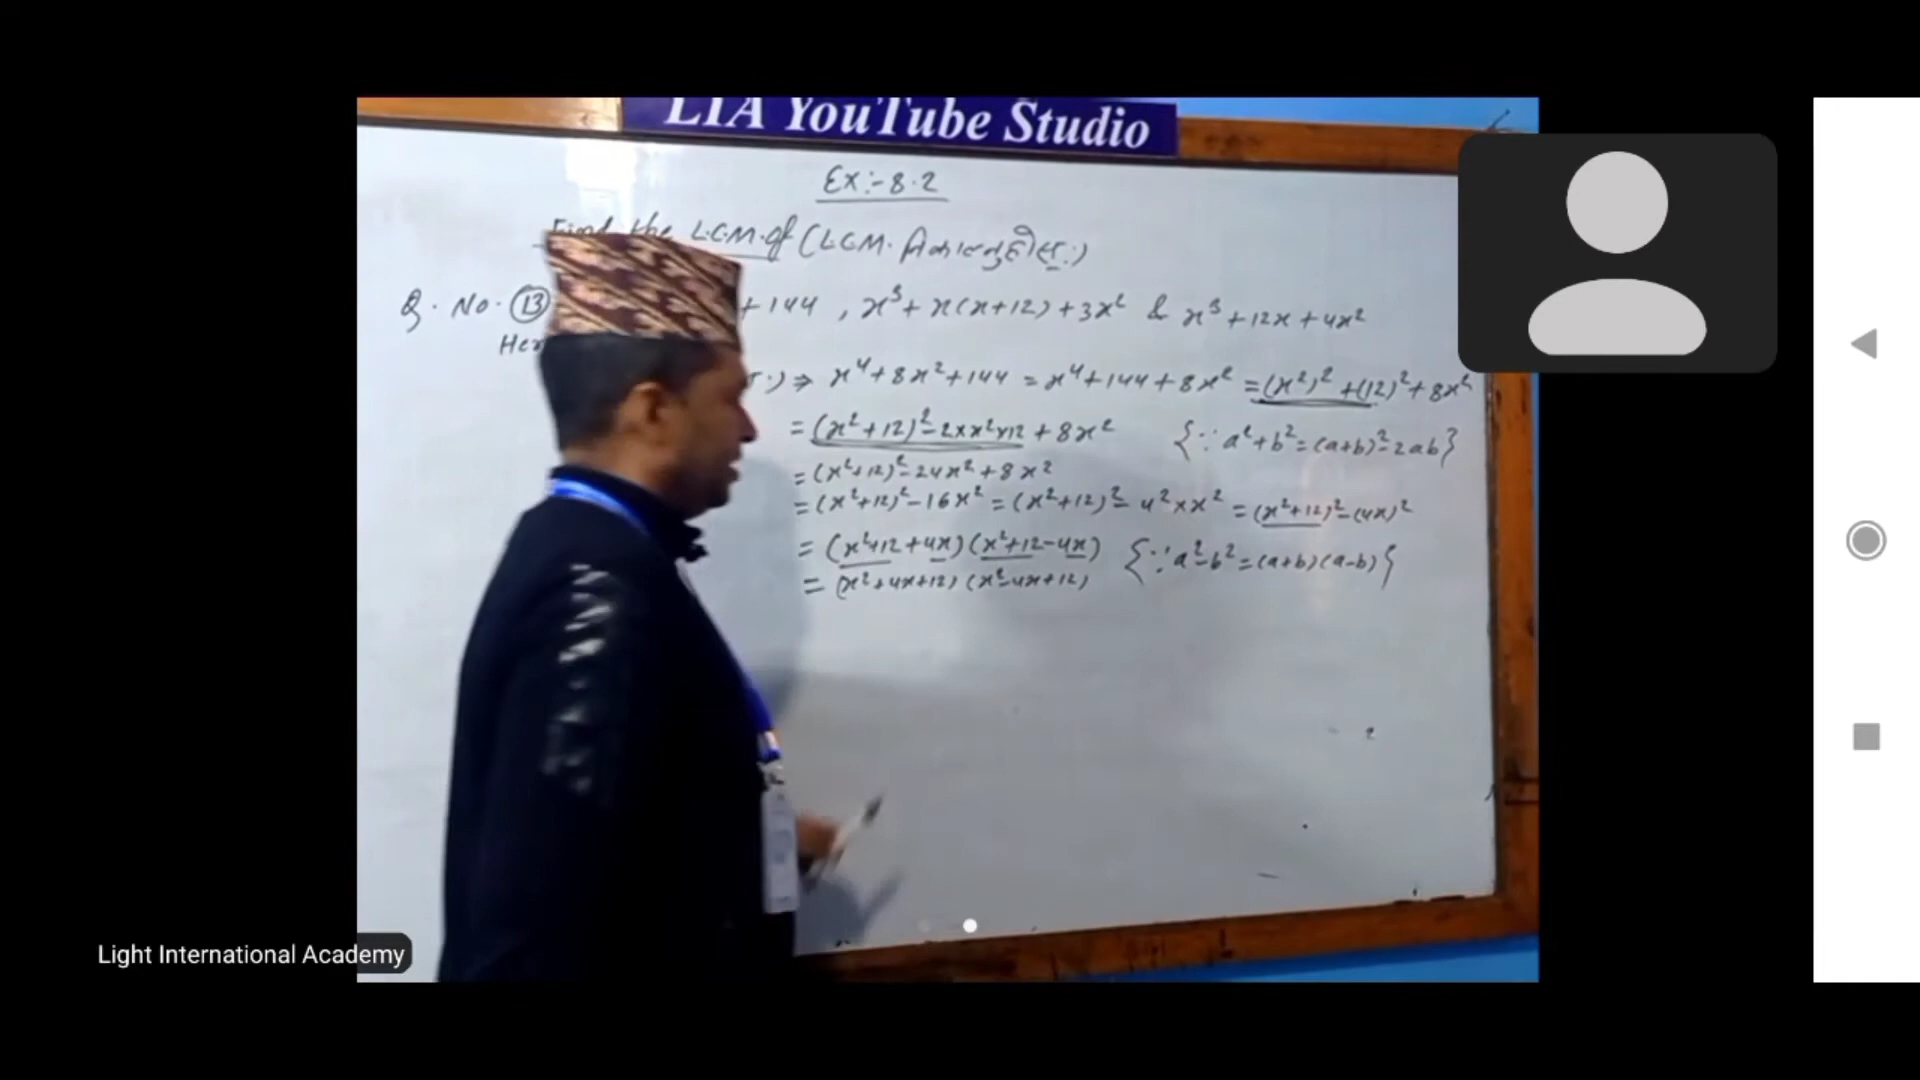 LIA YouTube Studio
Ex:- 8.2
Find the L.C.M. of (L.C.M.
Q. No. 13 + 144 , x³ + x(x+12) + 3x² & x³ + 12x + 4x²
Her
⇒ x⁴ + 8x² + 144 = x⁴ + 144 + 8x² = (x²)² + (12)² + 8x²
= (x² + 12)² - 2×x²×12 + 8x² {∵ a² + b² = (a+b)² - 2ab}
= (x²+12)² - 24x² + 8x²
= (x²+12)² - 16x² = (x²+12)² - 4²×x² = (x²+12)² - (4x)²
= (x²+12+4x) (x²+12-4x) {∵ a² - b² = (a+b)(a-b)}
= (x²+4x+12) (x²-4x+12)
Light International Academy